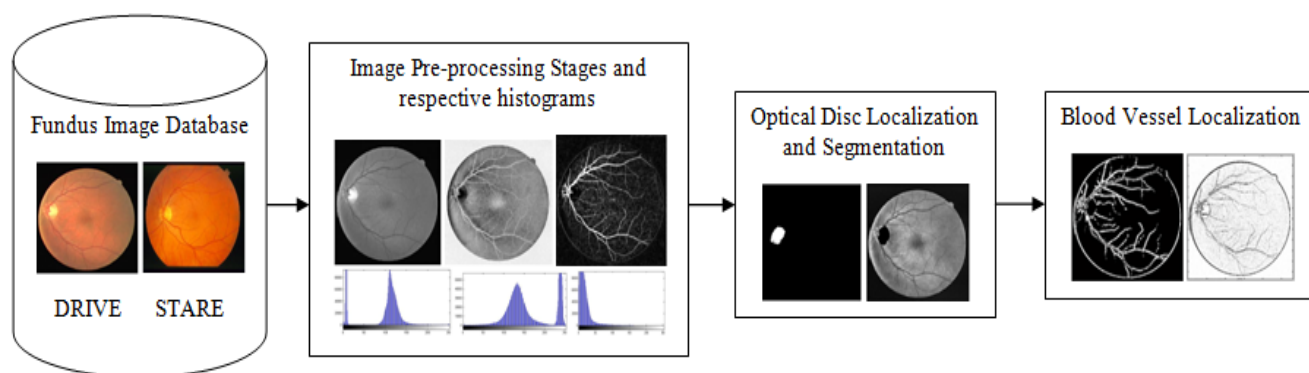 Fundus Image Database
DRIVE STARE
Image Pre-processing Stages and
respective histograms
Optical Disc Localization
and Segmentation
Blood Vessel Localization